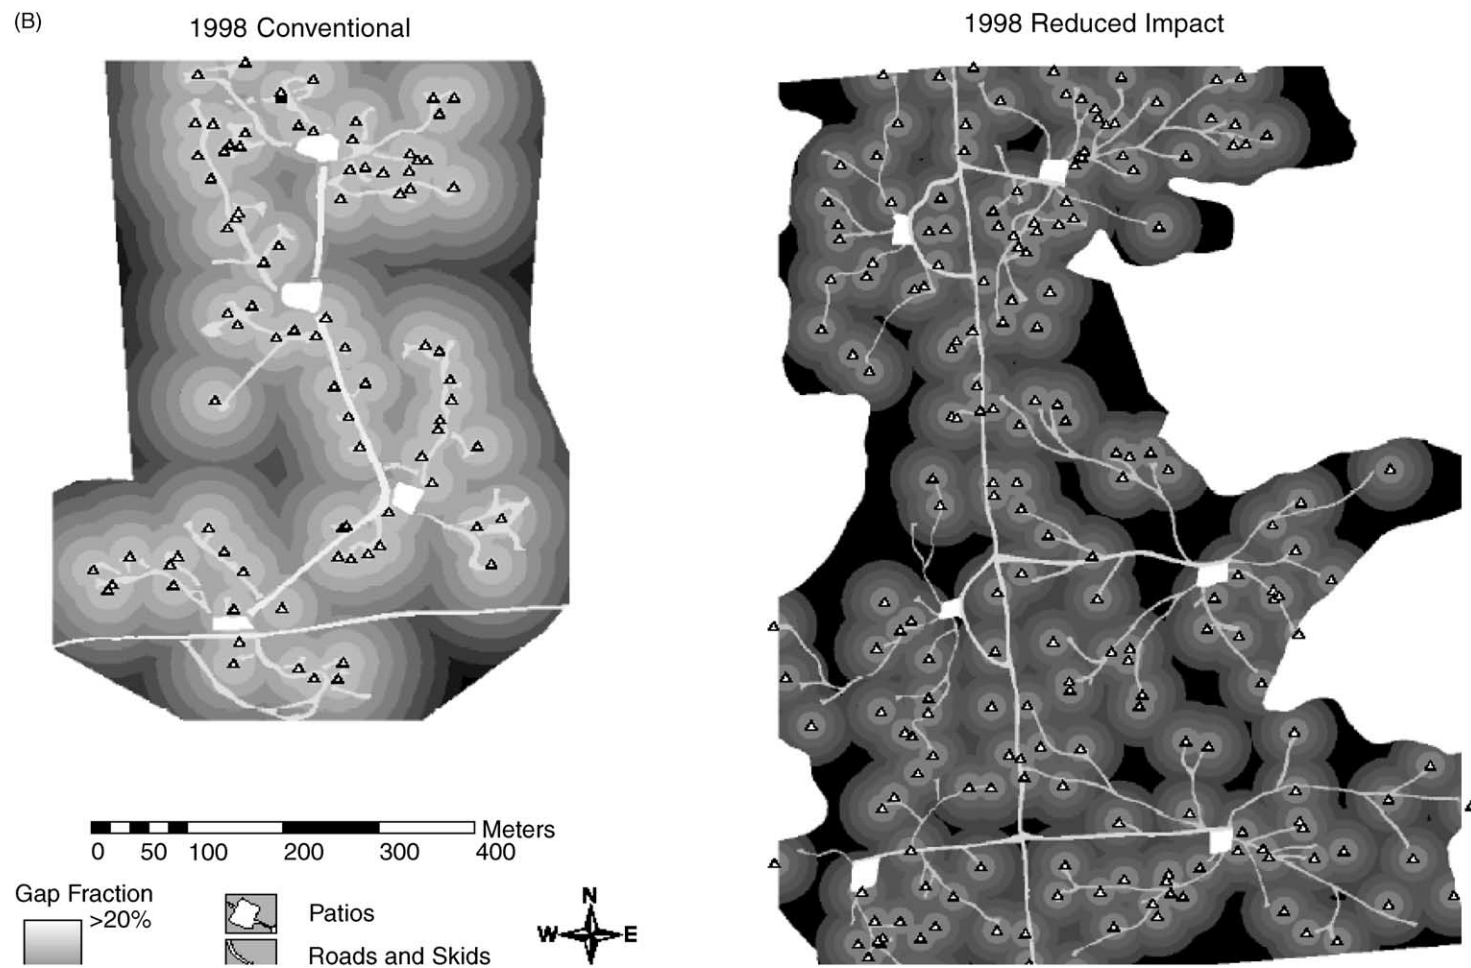 (B)
1998 Conventional
1998 Reduced Impact
Meters
0 50 100 200 300 400
Gap Fraction
>20%
Patios
Roads and Skids
N
W E
S